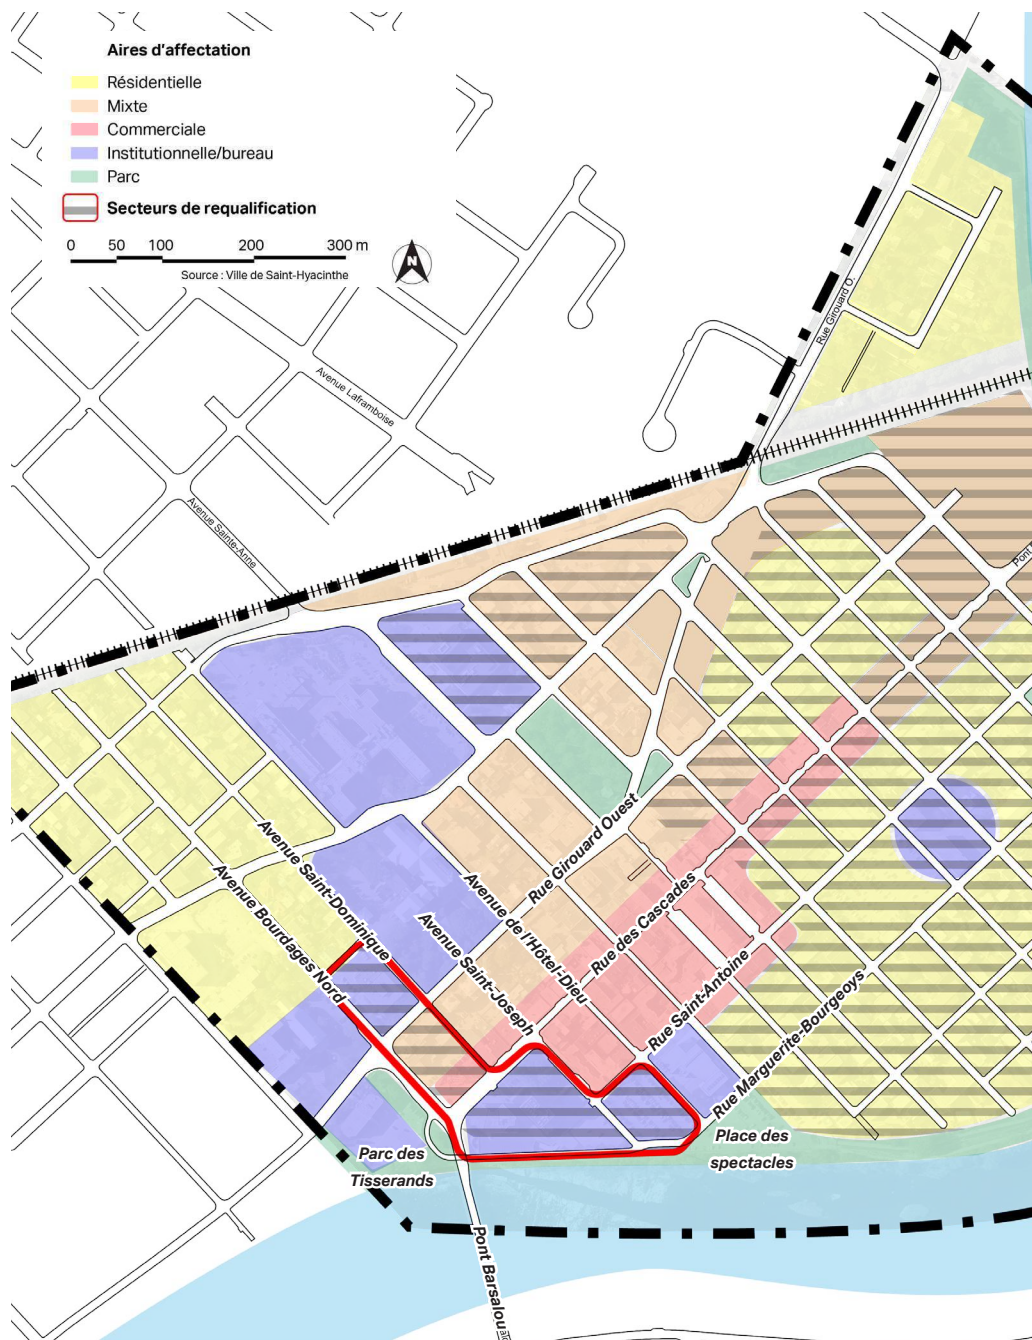 Aires d'affectation
Résidentielle
Mixte
Commerciale
Institutionnelle/bureau
Parc
Secteurs de requalification
0 50 100 200 300 m
Source : Ville de Saint-Hyacinthe
N
Rue Girouard O.
Avenue Laframboise
Avenue Sainte-Anne
Avenue Saint-Dominique
Avenue Bourdages Nord
Rue Girouard Ouest
Avenue de l'Hôtel-Dieu
Avenue Saint-Joseph
Rue des Cascades
Rue Saint-Antoine
Rue Marguerite-Bourgeoys
Place des
spectacles
Parc des
Tisserands
Pont Barsalou